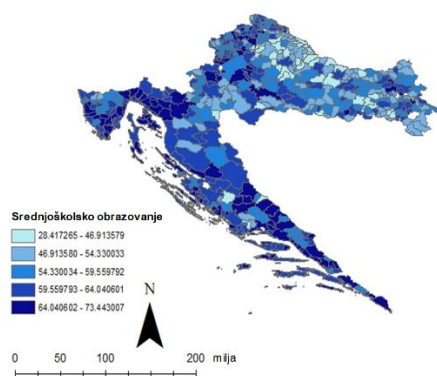 Srednjoškolsko obrazovanje
28.417265 - 46.913579
46.913580 - 54.330033
54.330034 - 59.559792
59.559793 - 64.040601
64.040602 - 73.443007
N
0 50 100 200 milja